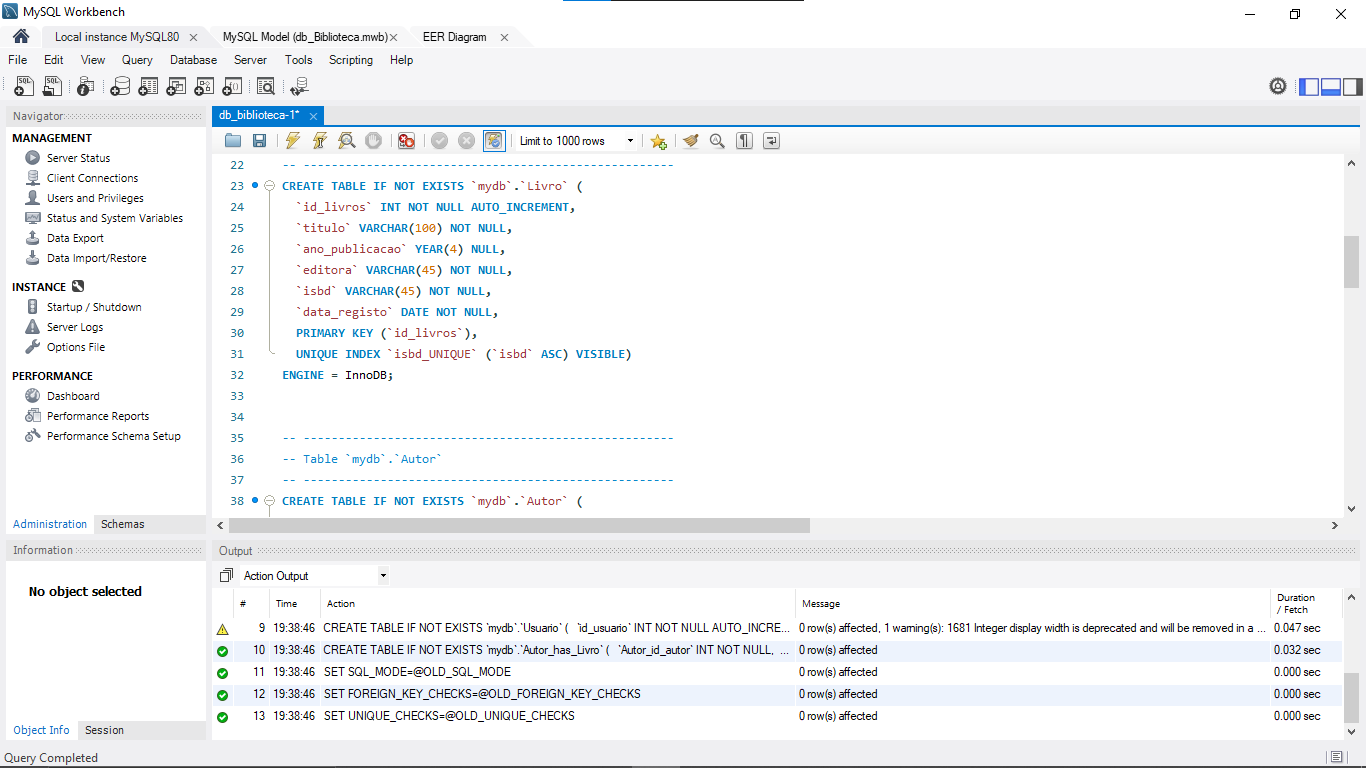 MySQL Workbench
Local instance MySQL80
MySQL Model (db_Biblioteca.mwb)
EER Diagram
File Edit View Query Database Server Tools Scripting Help
Navigator
MANAGEMENT
Server Status
Client Connections
Users and Privileges
Status and System Variables
Data Export
Data Import/Restore
INSTANCE
Startup / Shutdown
Server Logs
Options File
PERFORMANCE
Dashboard
Performance Reports
Performance Schema Setup
Administration Schemas
Information
No object selected
Object Info Session
db_biblioteca-1*
Limit to 1000 rows
22 -- -----------------------------------------------------
23 CREATE TABLE IF NOT EXISTS `mydb`.`Livro` (
24 `id_livros` INT NOT NULL AUTO_INCREMENT,
25 `titulo` VARCHAR(100) NOT NULL,
26 `ano_publicacao` YEAR(4) NULL,
27 `editora` VARCHAR(45) NOT NULL,
28 `isbd` VARCHAR(45) NOT NULL,
29 `data_registo` DATE NOT NULL,
30 PRIMARY KEY (`id_livros`),
31 UNIQUE INDEX `isbd_UNIQUE` (`isbd` ASC) VISIBLE)
32 ENGINE = InnoDB;
33
34
35 -- -----------------------------------------------------
36 -- Table `mydb`.`Autor`
37 -- -----------------------------------------------------
38 CREATE TABLE IF NOT EXISTS `mydb`.`Autor` (
Output
Action Output
# Time Action Message Duration / Fetch
9 19:38:46 CREATE TABLE IF NOT EXISTS `mydb`.`Usuario` ( `id_usuario` INT NOT NULL AUTO_INCRE... 0 row(s) affected, 1 warning(s): 1681 Integer display width is deprecated and will be removed in a ... 0.047 sec
10 19:38:46 CREATE TABLE IF NOT EXISTS `mydb`.`Autor_has_Livro` ( `Autor_id_autor` INT NOT NULL, ... 0 row(s) affected 0.032 sec
11 19:38:46 SET SQL_MODE=@OLD_SQL_MODE 0 row(s) affected 0.000 sec
12 19:38:46 SET FOREIGN_KEY_CHECKS=@OLD_FOREIGN_KEY_CHECKS 0 row(s) affected 0.000 sec
13 19:38:46 SET UNIQUE_CHECKS=@OLD_UNIQUE_CHECKS 0 row(s) affected 0.000 sec
Query Completed